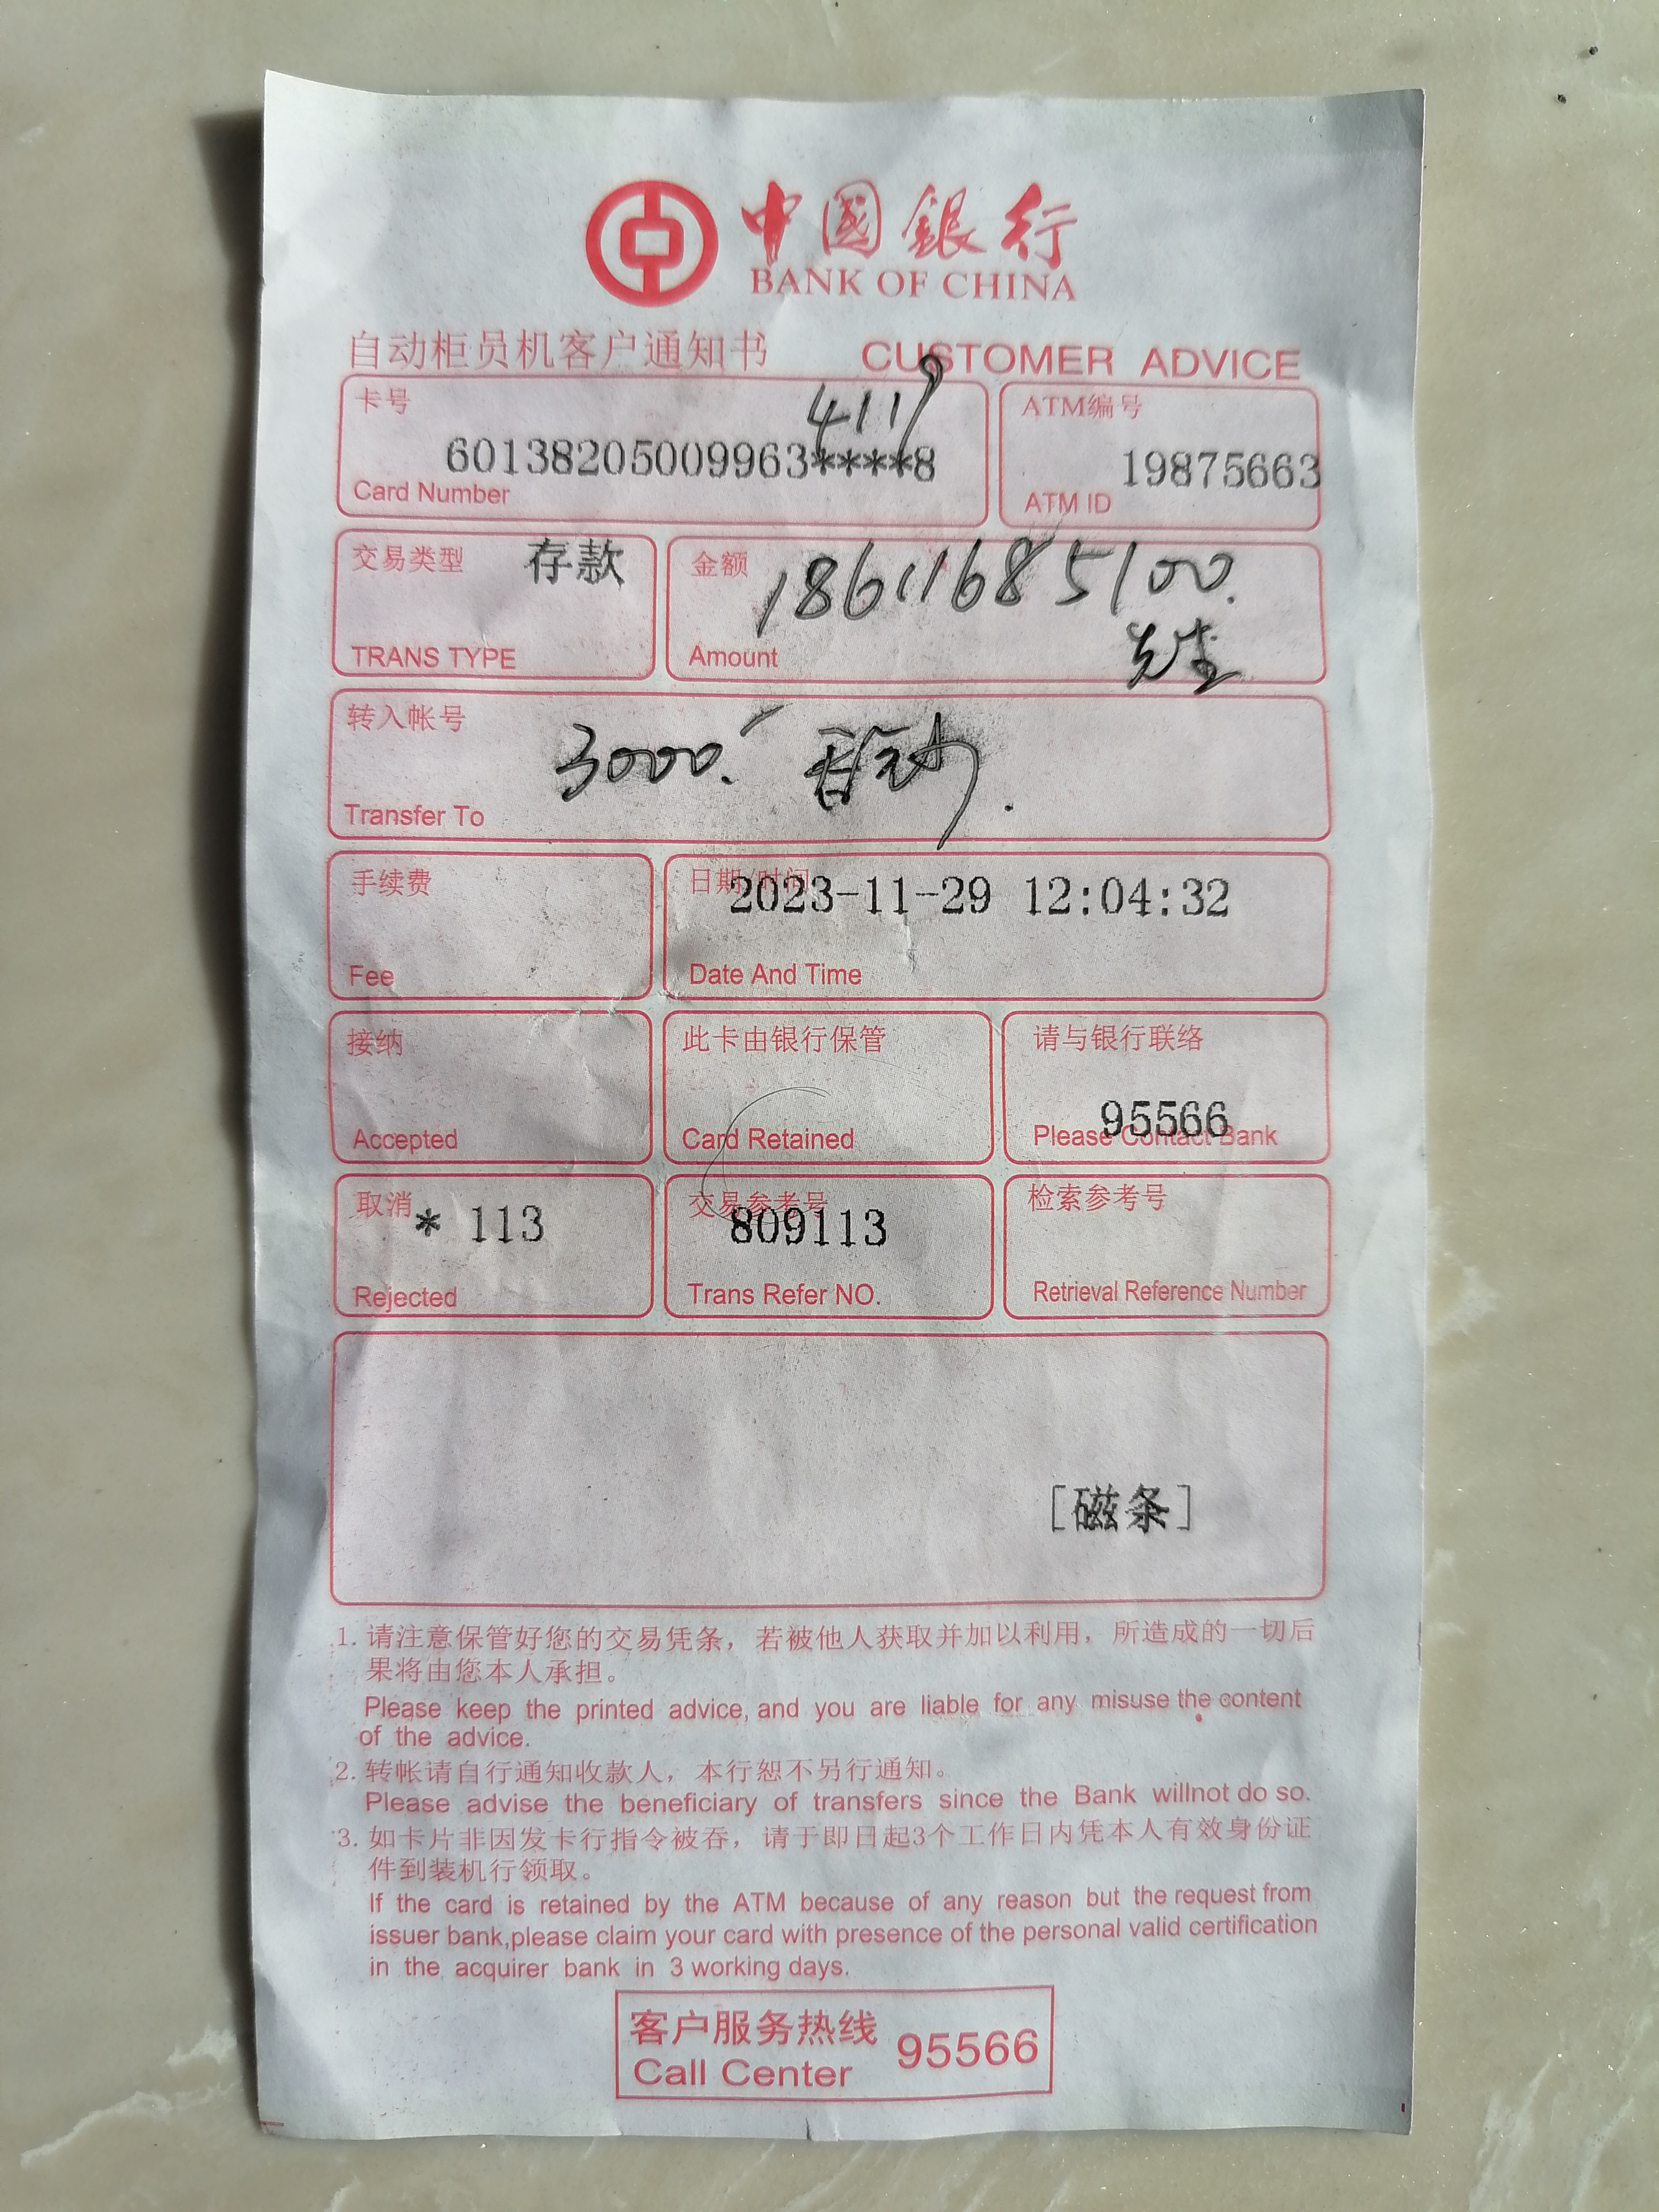 中國銀行
BANK OF CHINA
自动柜员机客户通知书 CUSTOMER ADVICE
卡号
4119
601382050099 63****8
Card Number
ATM编号
19875663
ATM ID
交易类型 存款
TRANS TYPE
金额 18611685100.
Amount
转入帐号
3000.
Transfer To
手续费
Fee
日期/时间
2023-11-29 12:04:32
Date And Time
接纳
Accepted
此卡由银行保管
Card Retained
请与银行联络
95566
Please Contact Bank
取消
* 113
Rejected
交易参考号
809113
Trans Refer NO.
检索参考号
Retrieval Reference Number
[磁条]
1. 请注意保管好您的交易凭条，若被他人获取并加以利用，所造成的一切后
果将由您本人承担。
Please keep the printed advice, and you are liable for any misuse the content
of the advice.
2. 转帐请自行通知收款人，本行恕不另行通知。
Please advise the beneficiary of transfers since the Bank willnot do so.
3. 如卡片非因发卡行指令被吞，请于即日起3个工作日内凭本人有效身份证
件到装机行领取。
If the card is retained by the ATM because of any reason but the request from
issuer bank,please claim your card with presence of the personal valid certification
in the acquirer bank in 3 working days.
客户服务热线 95566
Call Center